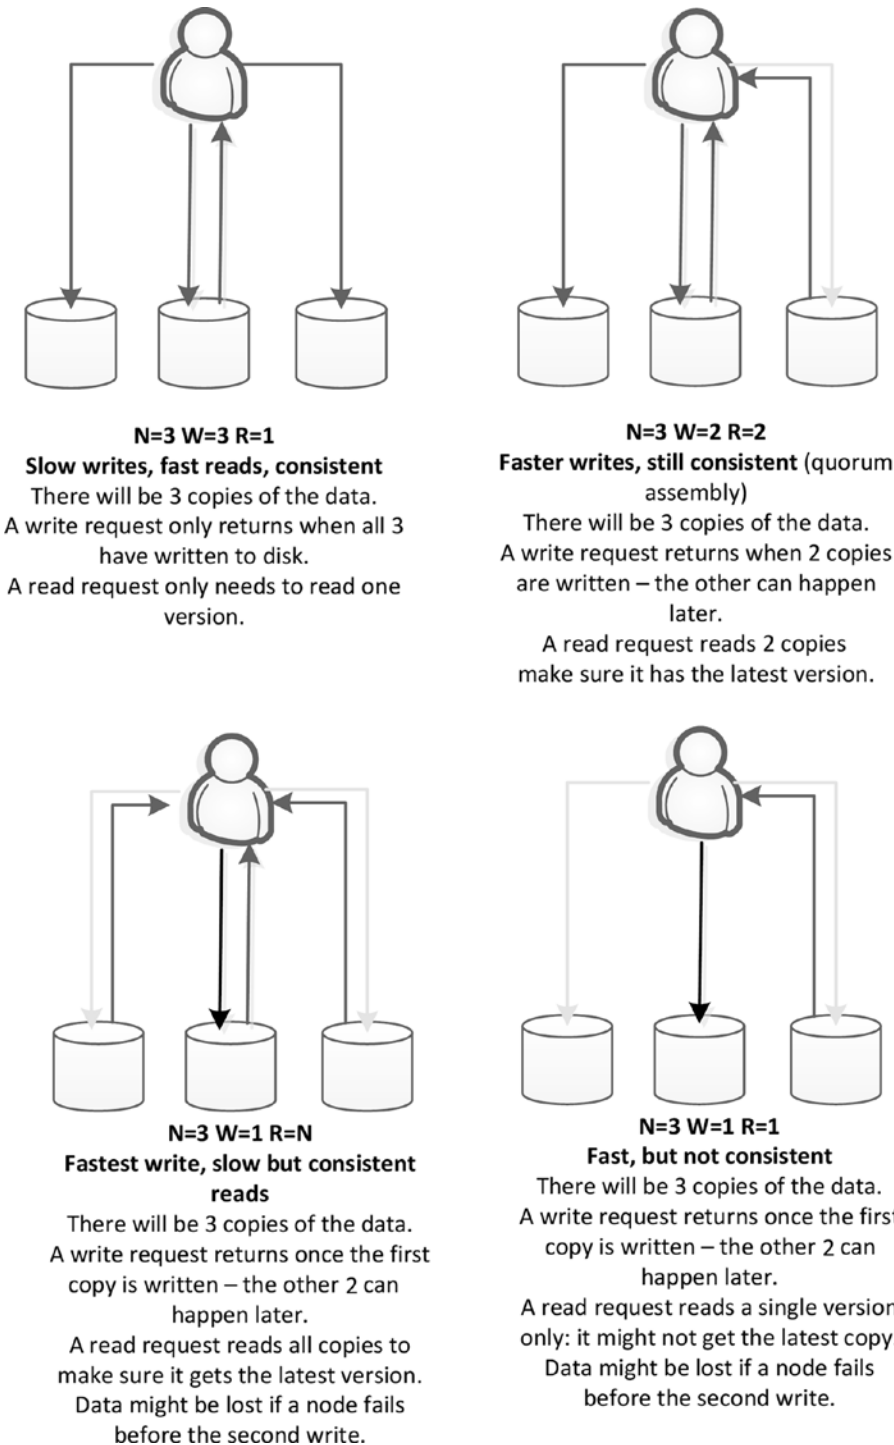 N=3 W=3 R=1
Slow writes, fast reads, consistent
There will be 3 copies of the data.
A write request only returns when all 3
have written to disk.
A read request only needs to read one
version.
N=3 W=2 R=2
Faster writes, still consistent (quorum
assembly)
There will be 3 copies of the data.
A write request returns when 2 copies
are written – the other can happen
later.
A read request reads 2 copies
make sure it has the latest version.
N=3 W=1 R=N
Fastest write, slow but consistent
reads
There will be 3 copies of the data.
A write request returns once the first
copy is written – the other 2 can
happen later.
A read request reads all copies to
make sure it gets the latest version.
Data might be lost if a node fails
before the second write.
N=3 W=1 R=1
Fast, but not consistent
There will be 3 copies of the data.
A write request returns once the first
copy is written – the other 2 can
happen later.
A read request reads a single version
only: it might not get the latest copy
Data might be lost if a node fails
before the second write.